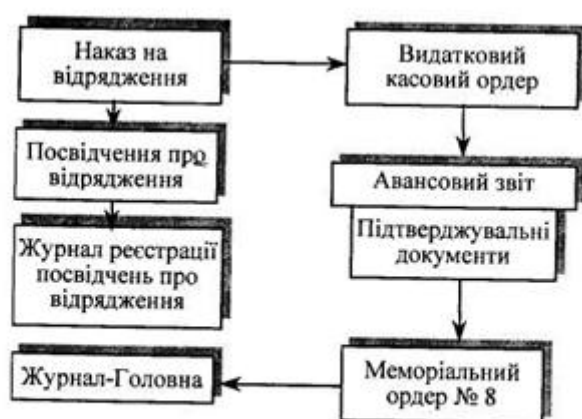 Наказ на
відрядження
Видатковий
касовий ордер
Посвідчення про
відрядження
Авансовий звіт
Підтверджувальні
документи
Журнал реєстрації
посвідчень про
відрядження
Журнал-Головна
Меморіальний
ордер № 8